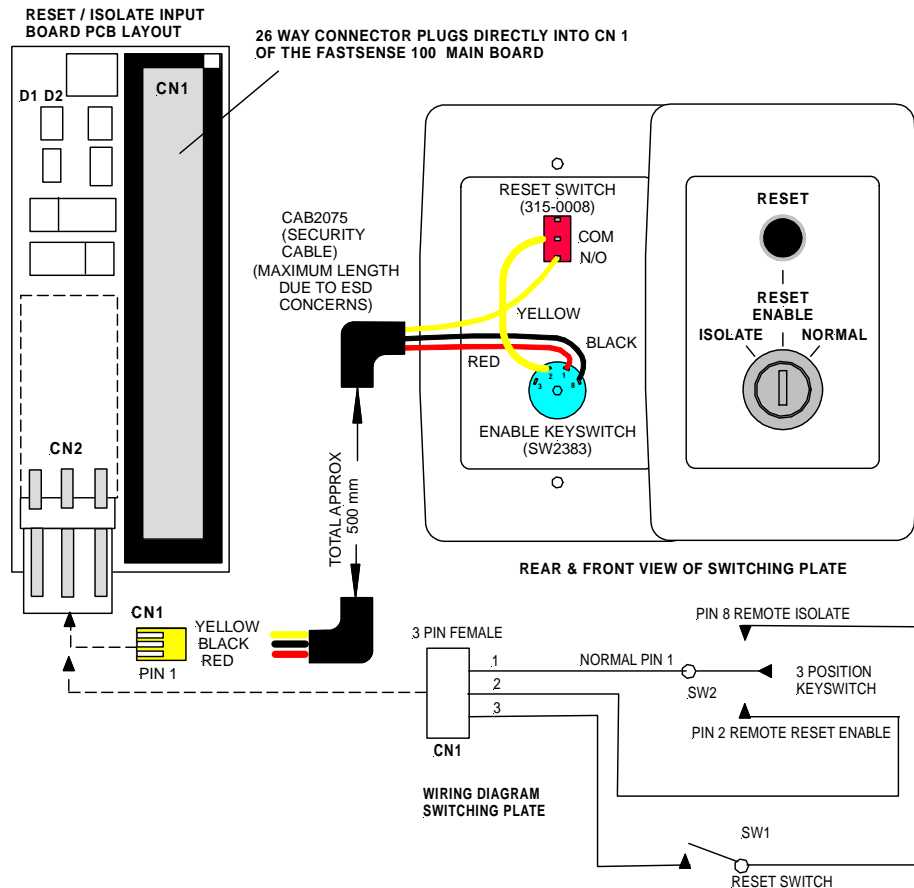 RESET / ISOLATE INPUT
BOARD PCB LAYOUT
26 WAY CONNECTOR PLUGS DIRECTLY INTO CN 1
OF THE FASTSENSE 100 MAIN BOARD
D1 D2
CN1
CN2
CAB2075
(SECURITY
CABLE)
(MAXIMUM LENGTH
DUE TO ESD
CONCERNS)
RESET SWITCH
(315-0008)
COM
N/O
YELLOW
BLACK
RED
3
2
1
8
ENABLE KEYSWITCH
(SW2383)
RESET
RESET
ENABLE
ISOLATE
NORMAL
TOTAL APPROX
500 mm
REAR & FRONT VIEW OF SWITCHING PLATE
CN1
YELLOW
BLACK
RED
PIN 1
3 PIN FEMALE
1
2
3
CN1
NORMAL PIN 1
SW2
PIN 8 REMOTE ISOLATE
3 POSITION
KEYSWITCH
PIN 2 REMOTE RESET ENABLE
WIRING DIAGRAM
SWITCHING PLATE
SW1
RESET SWITCH